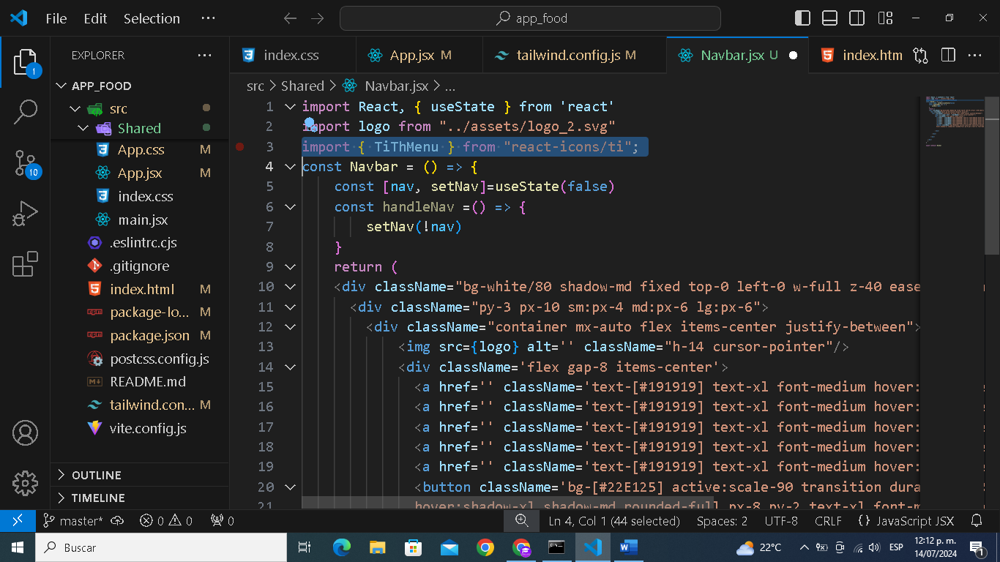 File Edit Selection ··· app_food
EXPLORER ···
APP_FOOD
src
Shared
App.css M
App.jsx M
index.css
main.jsx
.eslintrc.cjs
.gitignore
index.html M
package-lo... M
package.json M
postcss.config.js
README.md
tailwind.con... M
vite.config.js
OUTLINE
TIMELINE
1
10
index.css App.jsx M tailwind.config.js M Navbar.jsx U index.htm ···
src > Shared > Navbar.jsx > ...
1 import React, { useState } from 'react'
2 import logo from "../assets/logo_2.svg"
3 import { TiThMenu } from "react-icons/ti";
4 const Navbar = () => {
5 const [nav, setNav]=useState(false)
6 const handleNav =() => {
7 setNav(!nav)
8 }
9 return (
10 <div className="bg-white/80 shadow-md fixed top-0 left-0 w-full z-40 ease
11 <div className="py-3 px-10 sm:px-4 md:px-6 lg:px-6">
12 <div className="container mx-auto flex items-center justify-between">
13 <img src={logo} alt='' className="h-14 cursor-pointer"/>
14 <div className='flex gap-8 items-center'>
15 <a href='' className='text-[#191919] text-xl font-medium hover:
16 <a href='' className='text-[#191919] text-xl font-medium hover:
17 <a href='' className='text-[#191919] text-xl font-medium hover:
18 <a href='' className='text-[#191919] text-xl font-medium hover:
19 <a href='' className='text-[#191919] text-xl font-medium hover:
20 <button className='bg-[#22E125] active:scale-90 transition dura
21 hover:shadow-xl shadow-md rounded-full px-8 py-2 text-xl font-m
master* 0 0 0 Ln 4, Col 1 (44 selected) Spaces: 2 UTF-8 CRLF {} JavaScript JSX
Buscar 22°C ESP 12:12 p. m.
14/07/2024 1